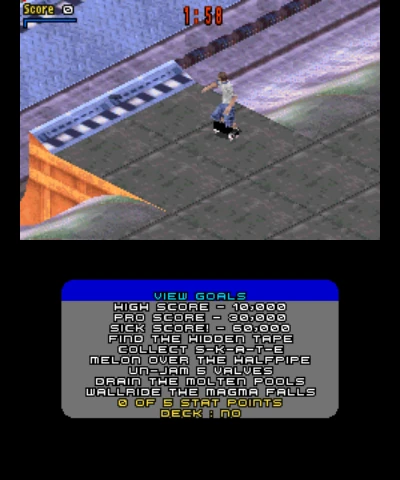 Score 0
1:58
VIEW GOALS
HIGH SCORE - 10,000
PRO SCORE - 30,000
SICK SCORE! - 60,000
FIND THE HIDDEN TAPE
COLLECT S-K-A-T-E
MELON OVER THE HALFPIPE
UN-JAM 5 VALVES
DRAIN THE MOLTEN POOLS
WALLRIDE THE MAGMA FALLS
0 OF 5 STAT POINTS
DECK : NO